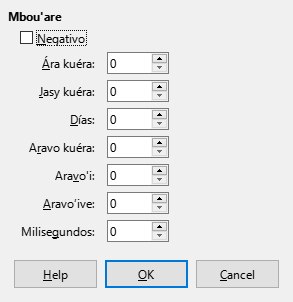 Mbou'are
Negativo
Ára kuéra: 0
Jasy kuéra: 0
Días: 0
Aravo kuéra: 0
Aravo'i: 0
Aravo'ive: 0
Milisegundos: 0
Help OK Cancel